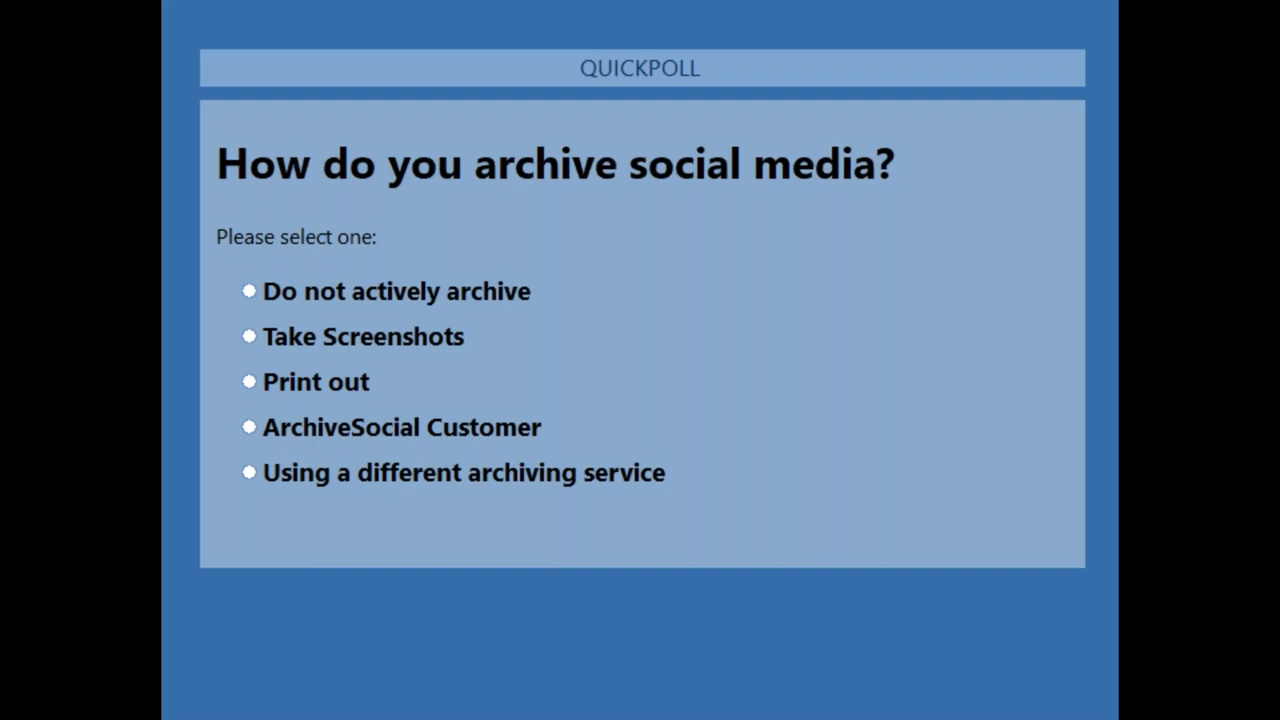 QUICKPOLL
How do you archive social media?
Please select one:
Do not actively archive
Take Screenshots
Print out
ArchiveSocial Customer
Using a different archiving service